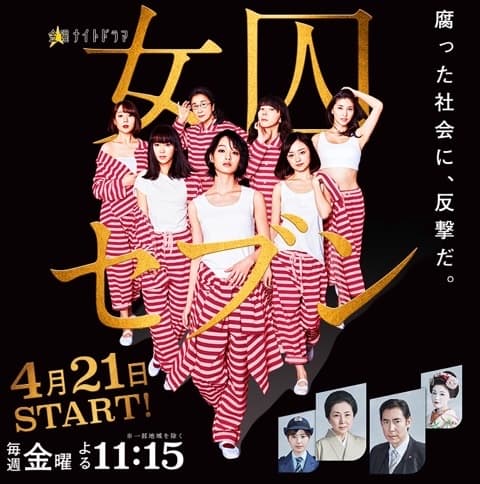 金曜ナイトドラマ
女囚
セブン
腐った社会に、反撃だ。
4月21日
START!
※一部地域を除く
毎週金曜よる11:15